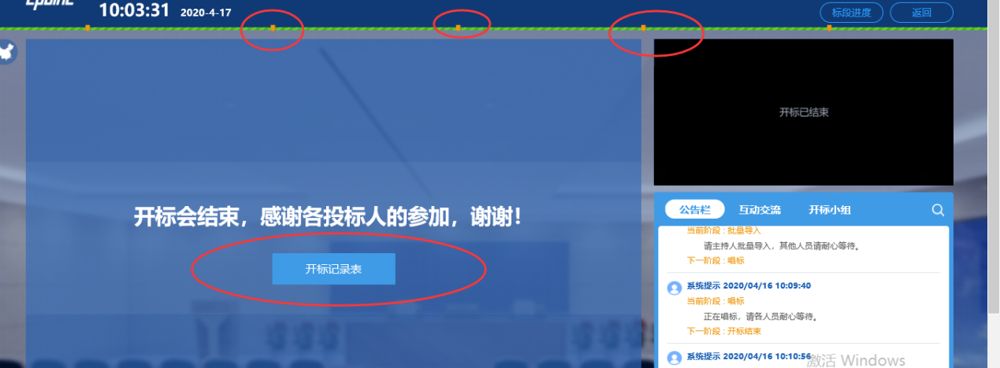 10:03:31 2020-4-17
标段进度 返回
开标已结束
开标会结束，感谢各投标人的参加，谢谢！
开标记录表
公告栏 互动交流 开标小组
当前阶段：批量导入
请主持人批量导入，其他人员请耐心等待。
下一阶段：唱标
系统提示 2020/04/16 10:09:40
当前阶段：唱标
正在唱标，请各人员耐心等待。
下一阶段：开标结束
系统提示 2020/04/16 10:10:56
激活 Windows